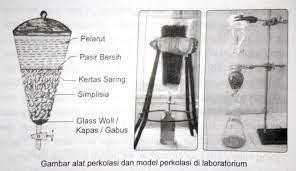 Pelarut
Pasir Bersih
Kertas Saring
Simplisia
Glass Woll /
Kapas / Gabus
Gambar alat perkolasi dan model perkolasi di laboratorium